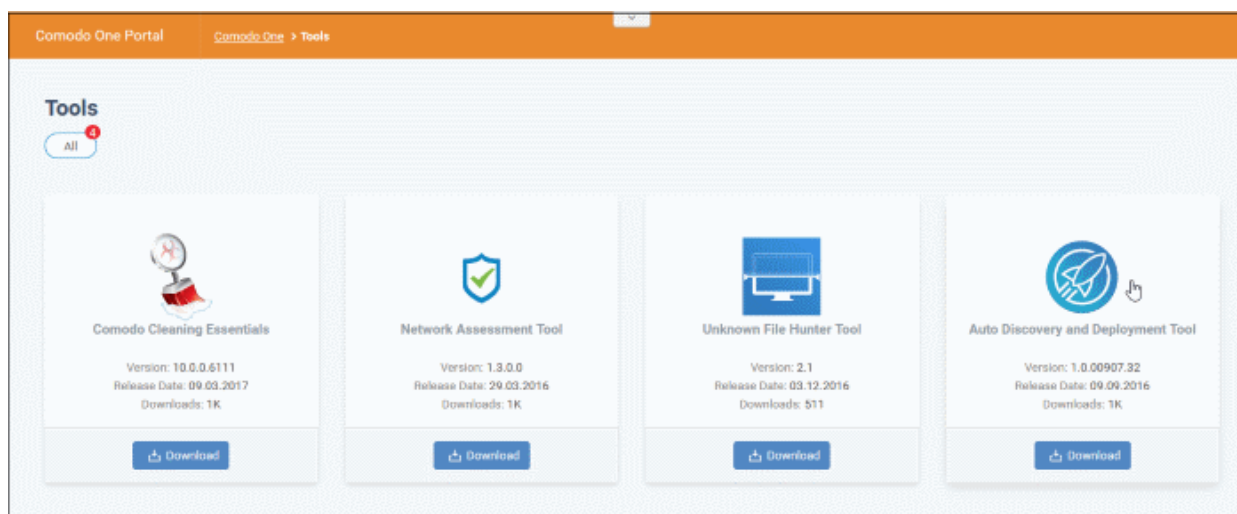 Comodo One Portal
Comodo One > Tools
Tools
All
4
Comodo Cleaning Essentials
Version: 10.0.0.6111
Release Date: 09.03.2017
Downloads: 1K
Download
Network Assessment Tool
Version: 1.3.0.0
Release Date: 29.03.2016
Downloads: 1K
Download
Unknown File Hunter Tool
Version: 2.1
Release Date: 03.12.2016
Downloads: 511
Download
Auto Discovery and Deployment Tool
Version: 1.0.00907.32
Release Date: 09.09.2016
Downloads: 1K
Download